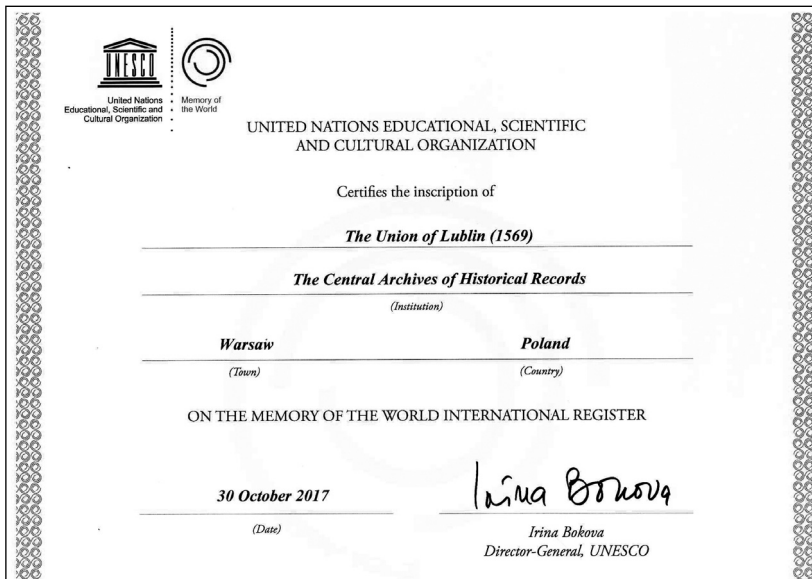 UNESCO
United Nations
Educational, Scientific and
Cultural Organization
Memory of
the World
UNITED NATIONS EDUCATIONAL, SCIENTIFIC
AND CULTURAL ORGANIZATION
Certifies the inscription of
The Union of Lublin (1569)
The Central Archives of Historical Records
(Institution)
Warsaw Poland
(Town) (Country)
ON THE MEMORY OF THE WORLD INTERNATIONAL REGISTER
30 October 2017 Irina Bokova
(Date) Irina Bokova
Director-General, UNESCO